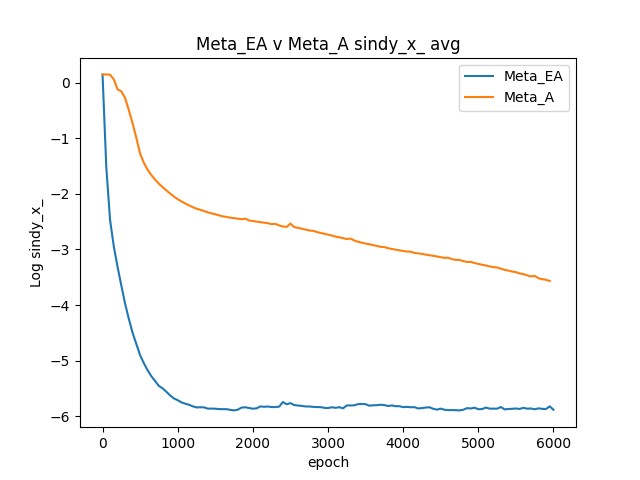 Meta_EA v Meta_A sindy_x_ avg
Meta_EA
Meta_A
Log sindy_x_
0
−1
−2
−3
−4
−5
−6
0 1000 2000 3000 4000 5000 6000
epoch